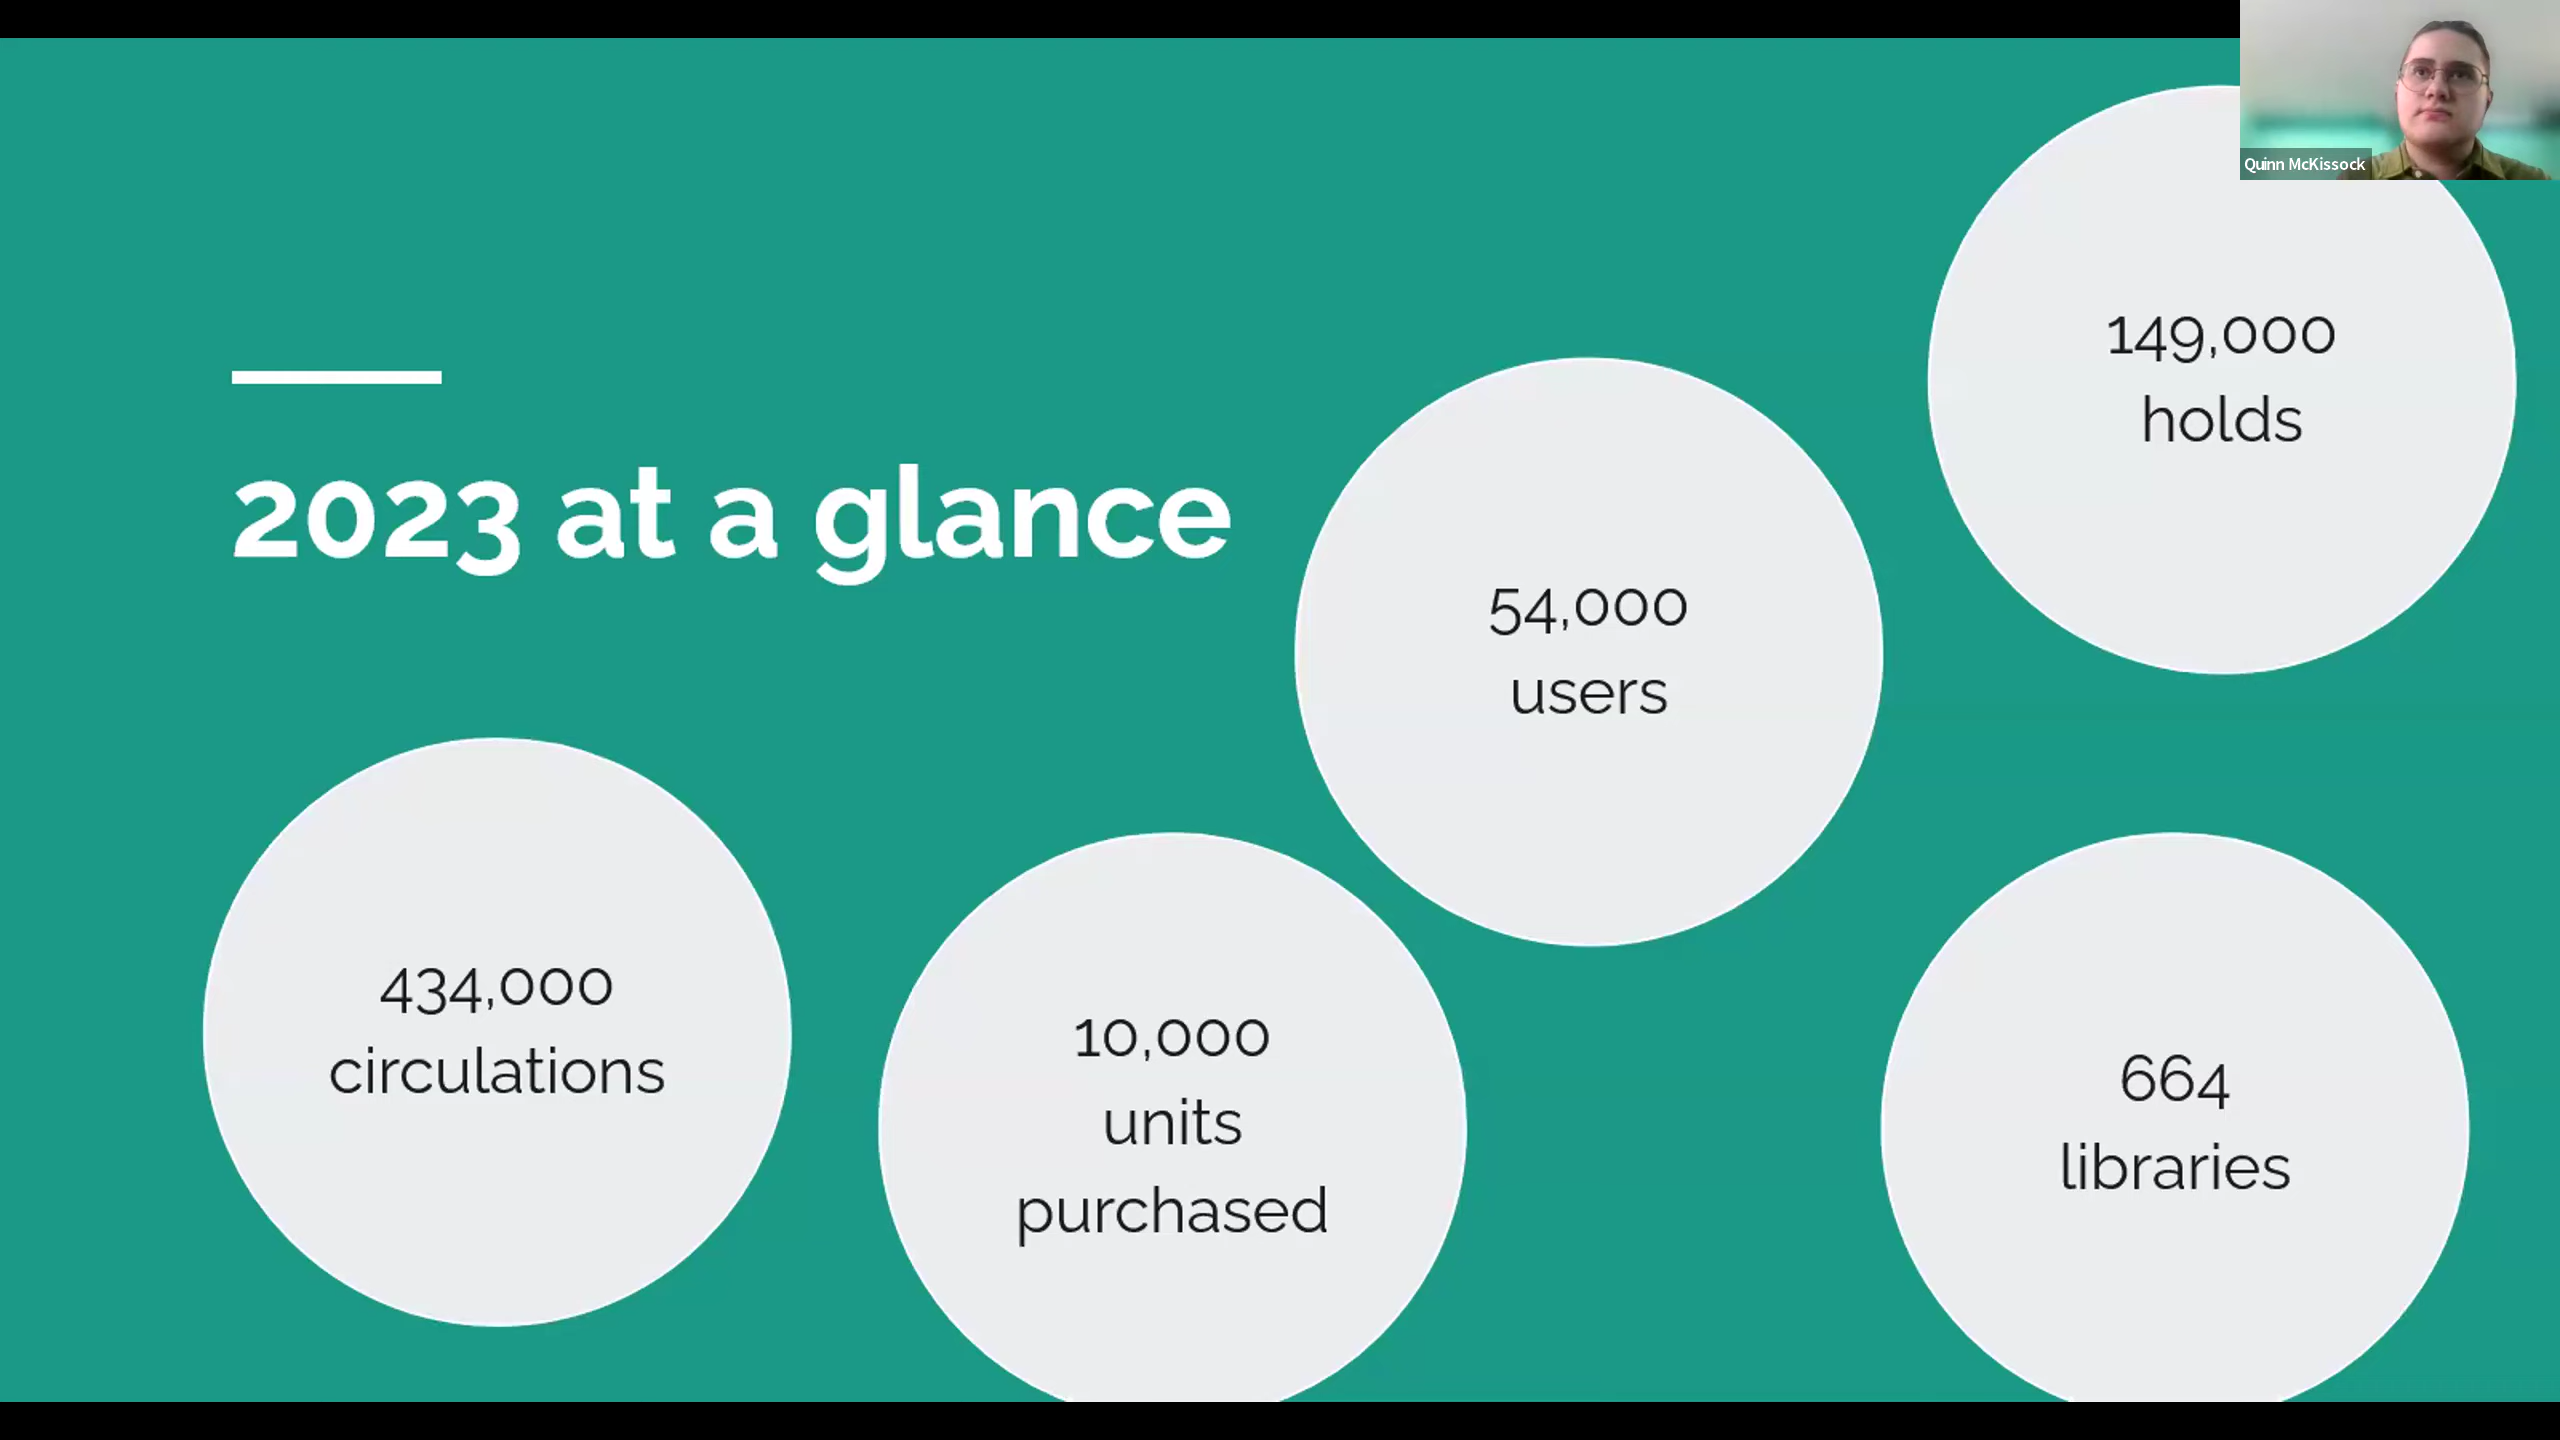 Quinn McKissock
2023 at a glance
149,000
holds
54,000
users
434,000
circulations
10,000
units
purchased
664
libraries